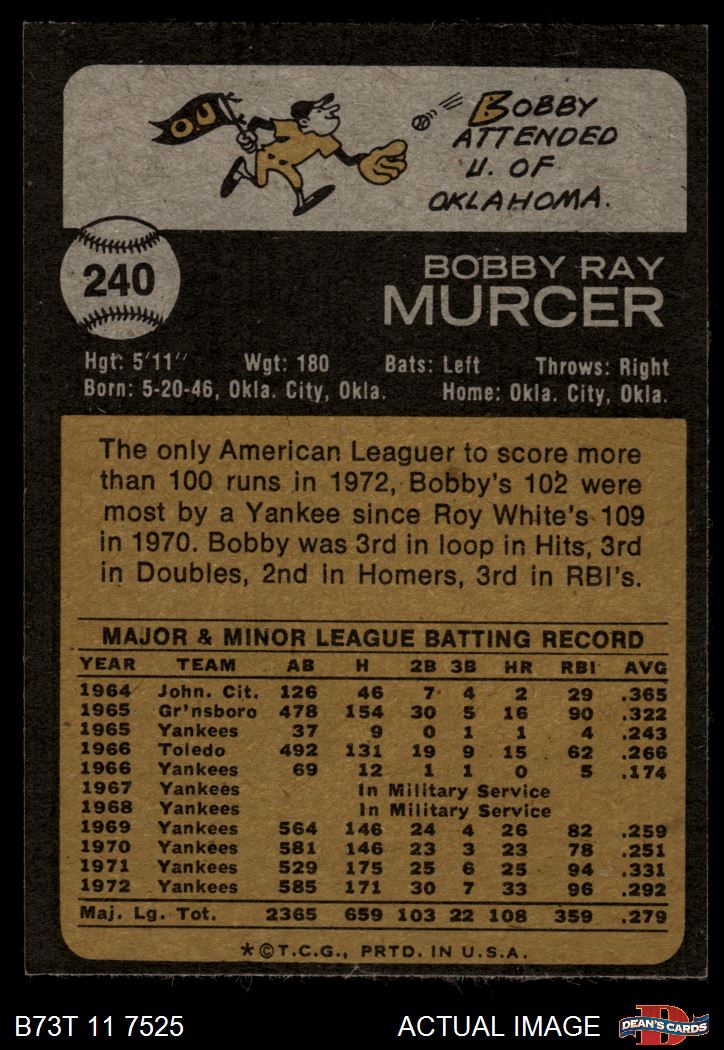 OU
BOBBY
ATTENDED
U. OF
OKLAHOMA.
240
BOBBY RAY
MURCER
Hgt: 5'11" Wgt: 180 Bats: Left Throws: Right
Born: 5-20-46, Okla. City, Okla. Home: Okla. City, Okla.
The only American Leaguer to score more
than 100 runs in 1972, Bobby's 102 were
most by a Yankee since Roy White's 109
in 1970. Bobby was 3rd in loop in Hits, 3rd
in Doubles, 2nd in Homers, 3rd in RBI's.
MAJOR & MINOR LEAGUE BATTING RECORD
YEAR TEAM AB H 2B 3B HR RBI AVG
1964 John. Cit. 126 46 7 4 2 29 .365
1965 Gr'nsboro 478 154 30 5 16 90 .322
1965 Yankees 37 9 0 1 1 4 .243
1966 Toledo 492 131 19 9 15 62 .266
1966 Yankees 69 12 1 1 0 5 .174
1967 Yankees In Military Service
1968 Yankees In Military Service
1969 Yankees 564 146 24 4 26 82 .259
1970 Yankees 581 146 23 3 23 78 .251
1971 Yankees 529 175 25 6 25 94 .331
1972 Yankees 585 171 30 7 33 96 .292
Maj. Lg. Tot. 2365 659 103 22 108 359 .279
*©T.C.G., PRTD. IN U.S.A.
B73T 11 7525 ACTUAL IMAGE D DEAN'S CARDS